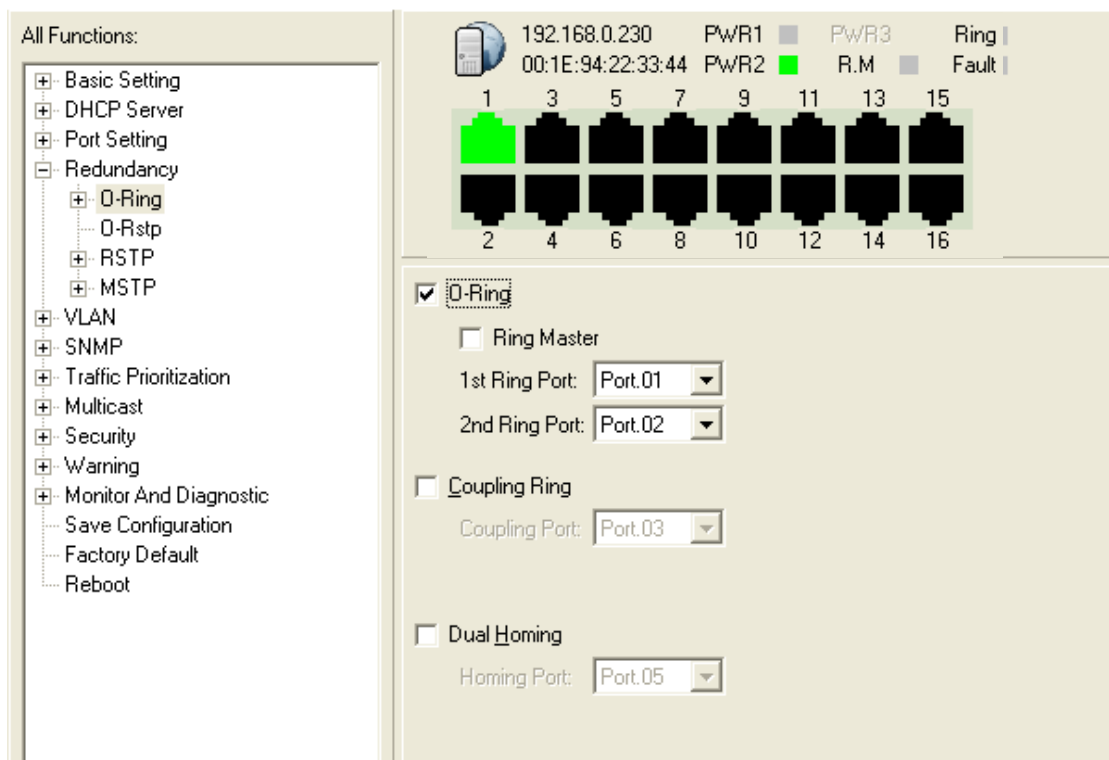 All Functions:
Basic Setting
DHCP Server
Port Setting
Redundancy
O-Ring
O-Rstp
RSTP
MSTP
VLAN
SNMP
Traffic Prioritization
Multicast
Security
Warning
Monitor And Diagnostic
Save Configuration
Factory Default
Reboot
192.168.0.230 PWR1 PWR3 Ring
00:1E:94:22:33:44 PWR2 R.M Fault
1 3 5 7 9 11 13 15
2 4 6 8 10 12 14 16
O-Ring
Ring Master
1st Ring Port: Port.01
2nd Ring Port: Port.02
Coupling Ring
Coupling Port: Port.03
Dual Homing
Homing Port: Port.05